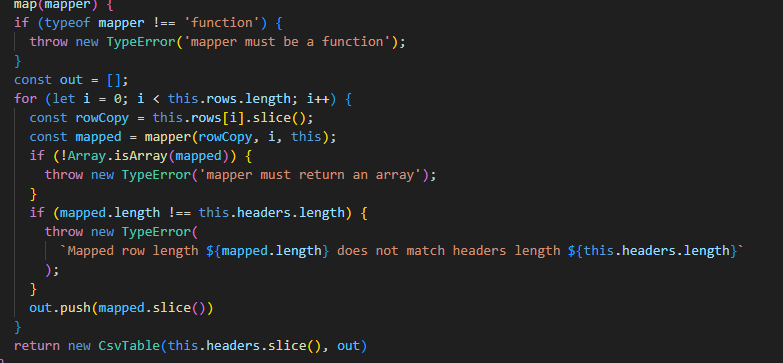 map(mapper) {
if (typeof mapper !== 'function') {
throw new TypeError('mapper must be a function');
}
const out = [];
for (let i = 0; i < this.rows.length; i++) {
const rowCopy = this.rows[i].slice();
const mapped = mapper(rowCopy, i, this);
if (!Array.isArray(mapped)) {
throw new TypeError('mapper must return an array');
}
if (mapped.length !== this.headers.length) {
throw new TypeError(
`Mapped row length ${mapped.length} does not match headers length ${this.headers.length}`
);
}
out.push(mapped.slice())
}
return new CsvTable(this.headers.slice(), out)